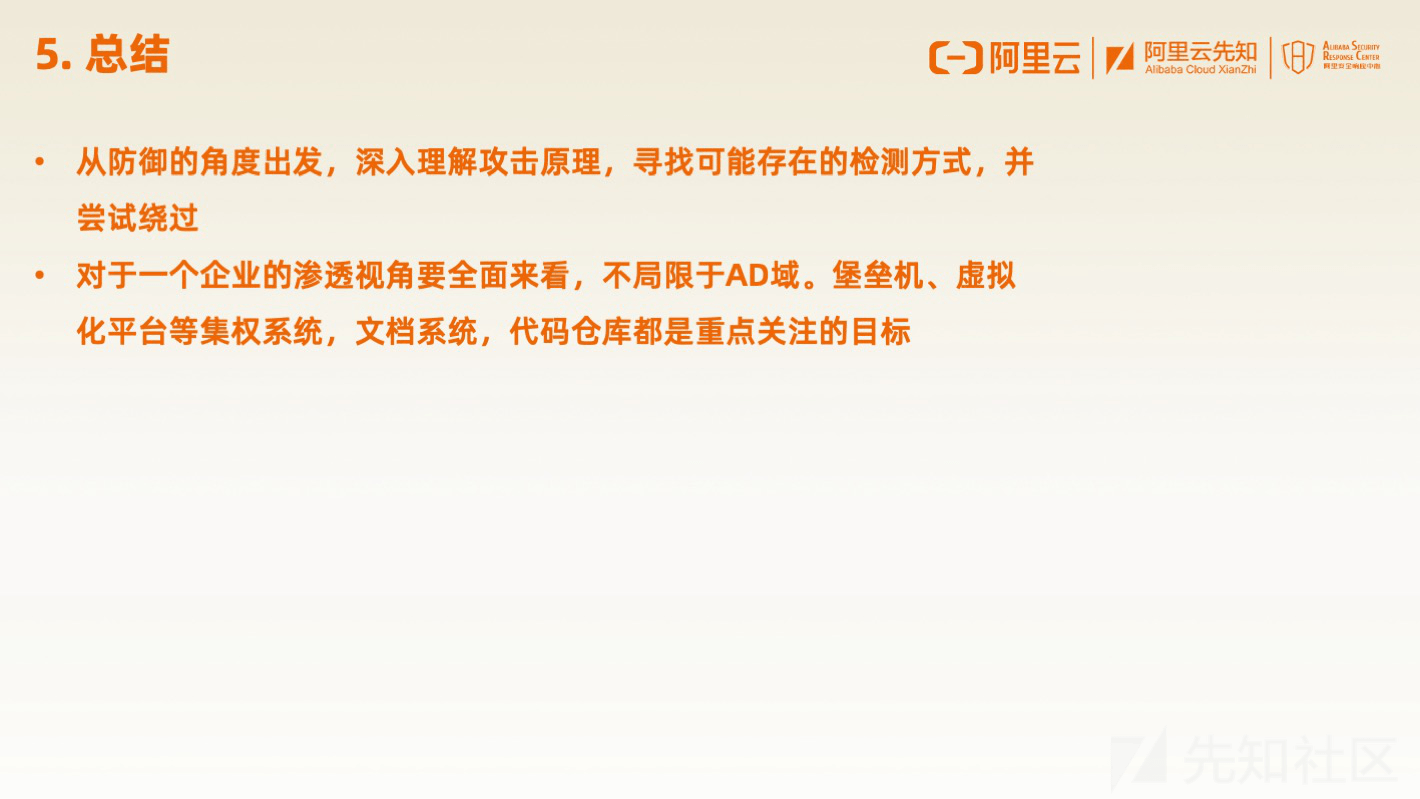 5. 总结
阿里云
阿里云先知
Alibaba Cloud XianZhi
ALIBABA SECURITY
RESPONSE CENTER
阿里安全响应中心
• 从防御的角度出发，深入理解攻击原理，寻找可能存在的检测方式，并
尝试绕过
• 对于一个企业的渗透视角要全面来看，不局限于AD域。堡垒机、虚拟
化平台等集权系统，文档系统，代码仓库都是重点关注的目标
先知社区